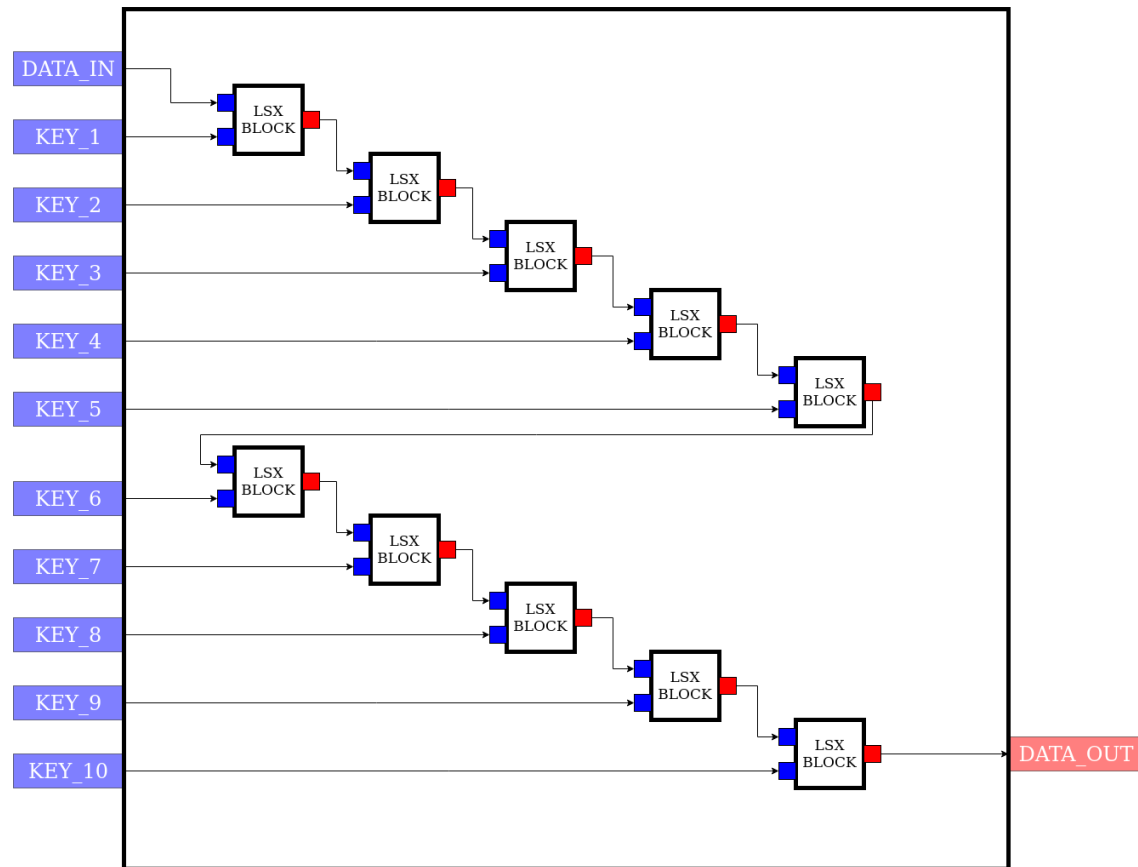 DATA_IN
LSX
BLOCK
KEY_1
LSX
BLOCK
KEY_2
LSX
BLOCK
KEY_3
LSX
BLOCK
KEY_4
LSX
BLOCK
KEY_5
LSX
BLOCK
KEY_6
LSX
BLOCK
KEY_7
LSX
BLOCK
KEY_8
LSX
BLOCK
KEY_9
LSX
BLOCK
DATA_OUT
KEY_10